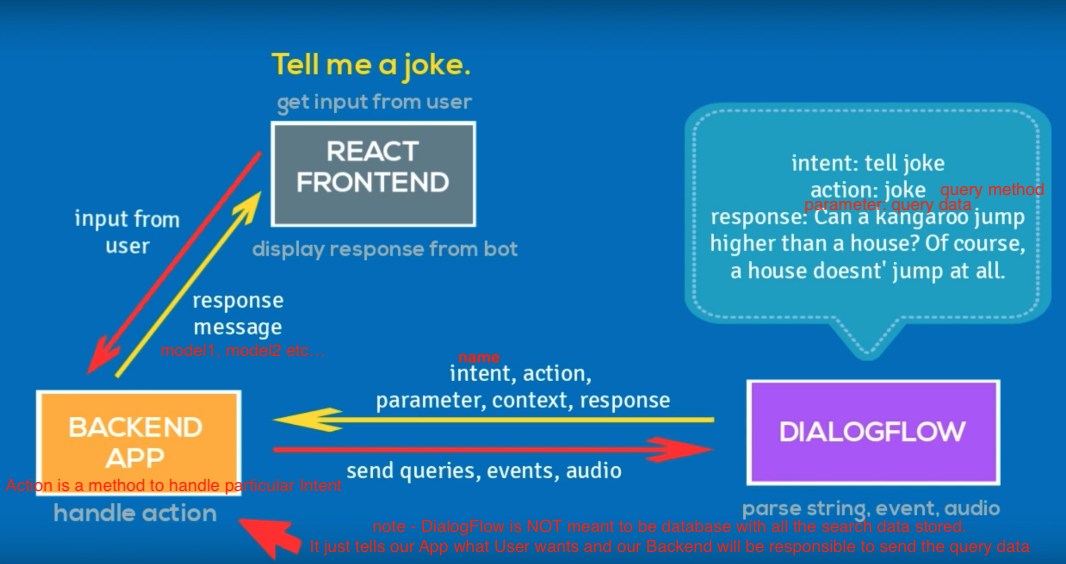 Tell me a joke.
get input from user
REACT
FRONTEND
display response from bot
input from
user
response
message
model1, model2 etc...
intent: tell joke
action: joke query method
parameter: query data
response: Can a kangaroo jump
higher than a house? Of course,
a house doesnt' jump at all.
name
intent, action,
parameter, context, response
send queries, events, audio
BACKEND
APP
Action is a method to handle particular Intent
handle action
DIALOGFLOW
parse string, event, audio
note - DialogFlow is NOT meant to be database with all the search data stored.
It just tells our App what User wants and our Backend will be responsible to send the query data